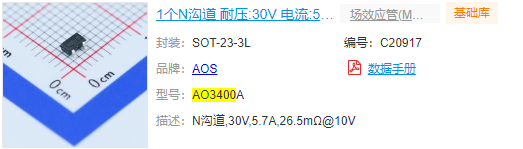 1个N沟道 耐压:30V 电流:5...
场效应管(M...
基础库
封装: SOT-23-3L
编号: C20917
品牌: AOS
数据手册
型号: AO3400A
描述: N沟道,30V,5.7A,26.5mΩ@10V
0cm
0cm